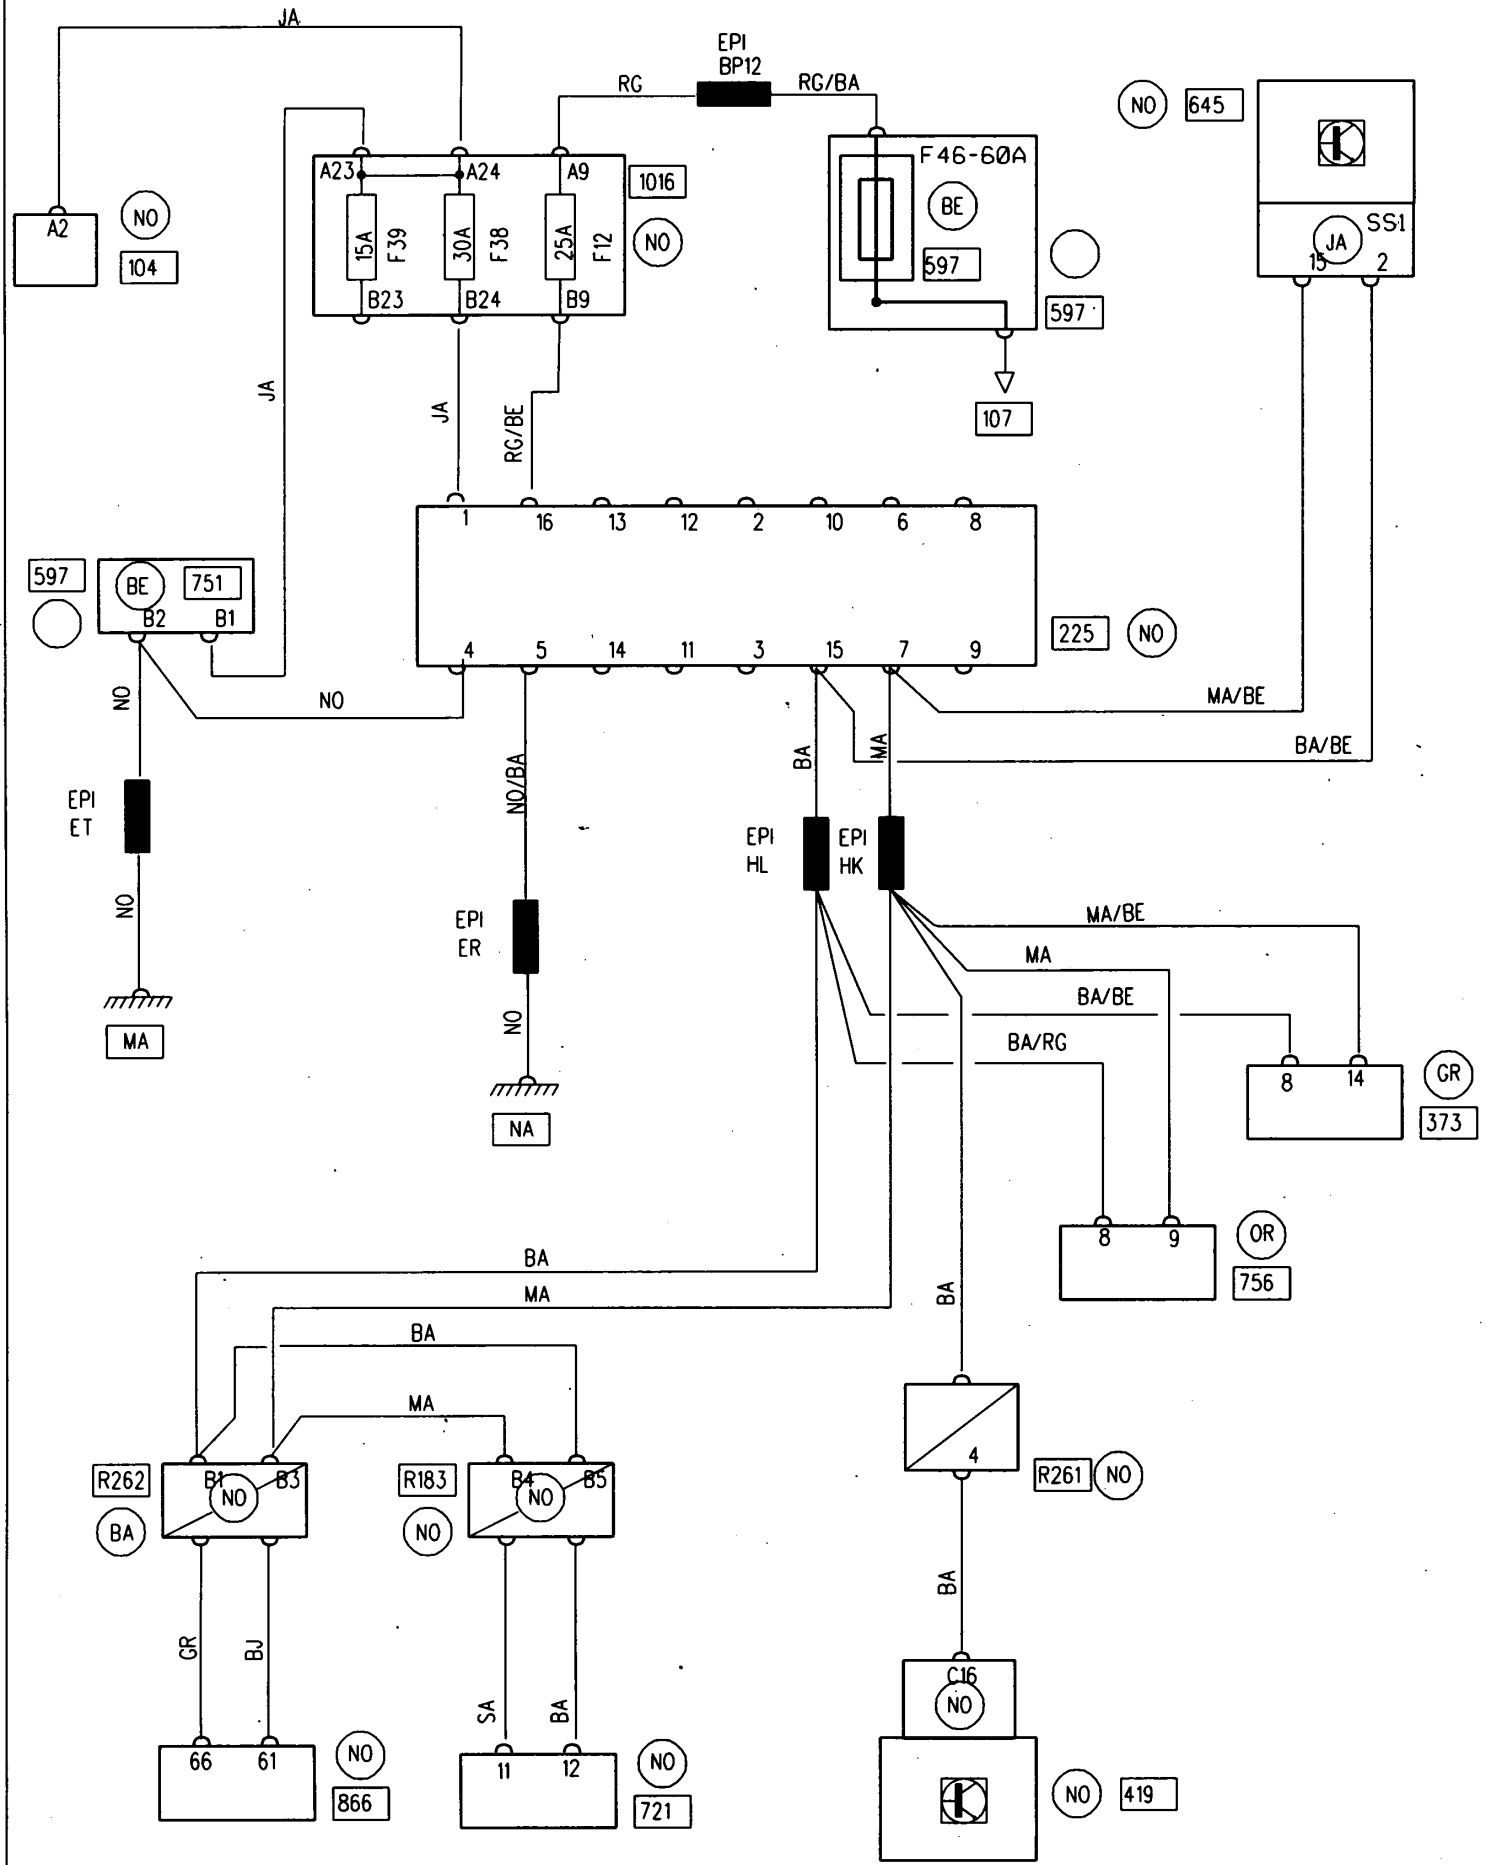 JA
EPI
BP12
RG
RG/BA
NO
645
F46-60A
A23
A24
A9
1016
BE
NO
104
A2
15A
F39
30A
F38
25A
F12
NO
597
JA
SS1
15
2
B23
B24
B9
597
107
JA
JA
RG/BE
1
16
13
12
2
10
6
8
597
BE
751
B2
B1
225
NO
4
5
14
11
3
15
7
9
NO
NO
MA/BE
BA/BE
BA
MA
NO/BA
EPI
ET
EPI
HL
EPI
HK
NO
EPI
ER
MA/BE
MA
BA/BE
NO
BA/RG
MA
NA
8
14
GR
373
8
9
OR
756
BA
MA
BA
BA
MA
R262
B1
B3
NO
BA
R183
B4
B5
NO
NO
4
R261
NO
BA
GR
BJ
SA
BA
C16
NO
66
61
NO
866
11
12
NO
721
NO
419